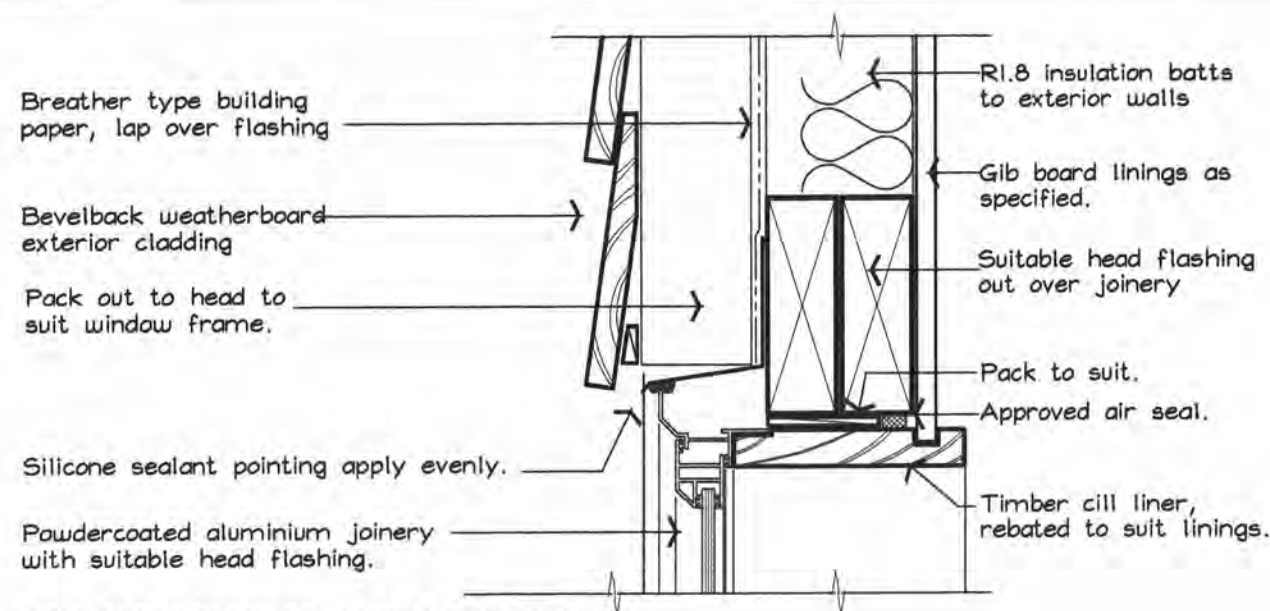 Breather type building
paper, lap over flashing
Bevelback weatherboard
exterior cladding
Pack out to head to
suit window frame.
Silicone sealant pointing apply evenly.
Powdercoated aluminium joinery
with suitable head flashing.
R1.8 insulation batts
to exterior walls
Gib board linings as
specified.
Suitable head flashing
out over joinery
Pack to suit.
Approved air seal.
Timber cill liner,
rebated to suit linings.